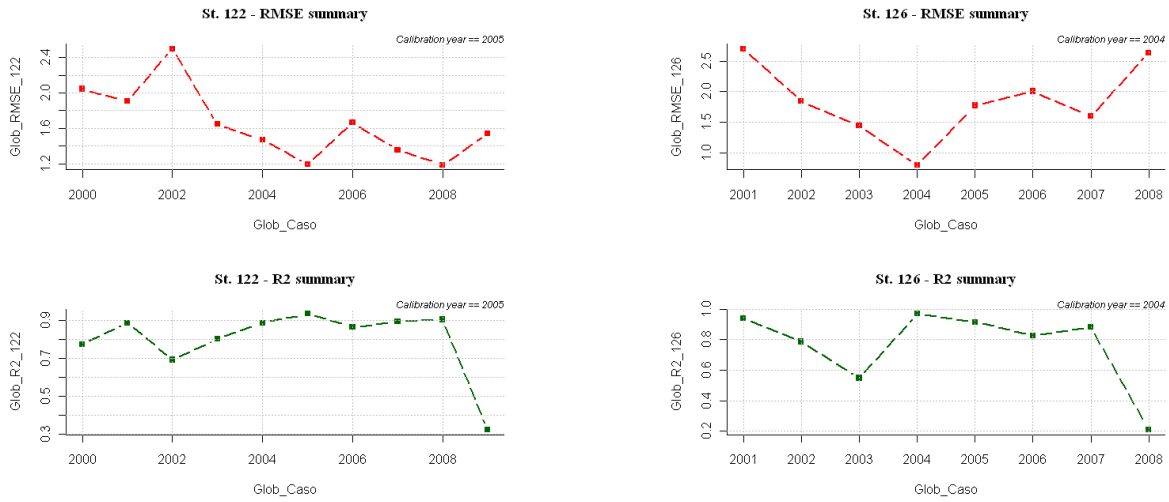 St. 122 - RMSE summary
Calibration year == 2005
Glob_RMSE_122
2.4
2.0
1.6
1.2
2000 2002 2004 2006 2008
Glob_Caso
St. 126 - RMSE summary
Calibration year == 2004
Glob_RMSE_126
2.5
2.0
1.5
1.0
2001 2002 2003 2004 2005 2006 2007 2008
Glob_Caso
St. 122 - R2 summary
Calibration year == 2005
Glob_R2_122
0.9
0.7
0.5
0.3
2000 2002 2004 2006 2008
Glob_Caso
St. 126 - R2 summary
Calibration year == 2004
Glob_R2_126
1.0
0.8
0.6
0.4
0.2
2001 2002 2003 2004 2005 2006 2007 2008
Glob_Caso